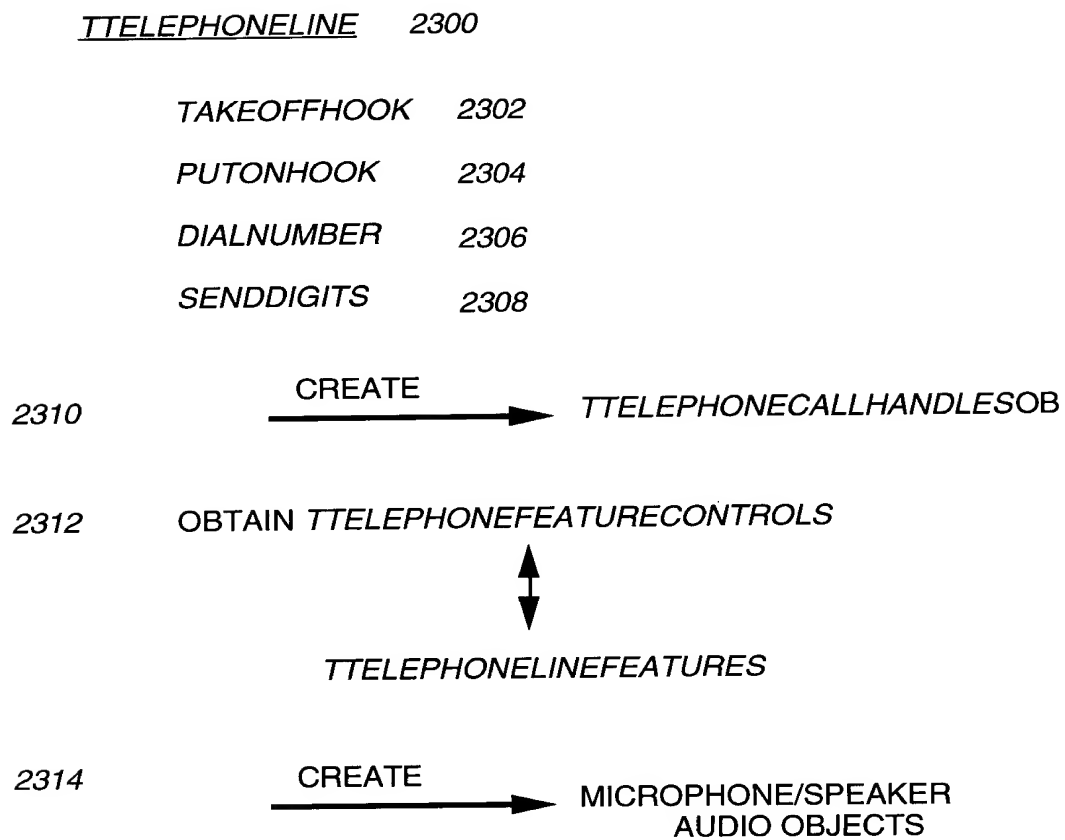 TTELEPHONELINE 2300
TAKEOFFHOOK 2302
PUTONHOOK 2304
DIALNUMBER 2306
SENDDIGITS 2308
CREATE
2310 TTELEPHONECALLHANDLESOB
2312 OBTAIN TTELEPHONEFEATURECONTROLS
TTELEPHONELINEFEATURES
2314 CREATE
MICROPHONE/SPEAKER
AUDIO OBJECTS